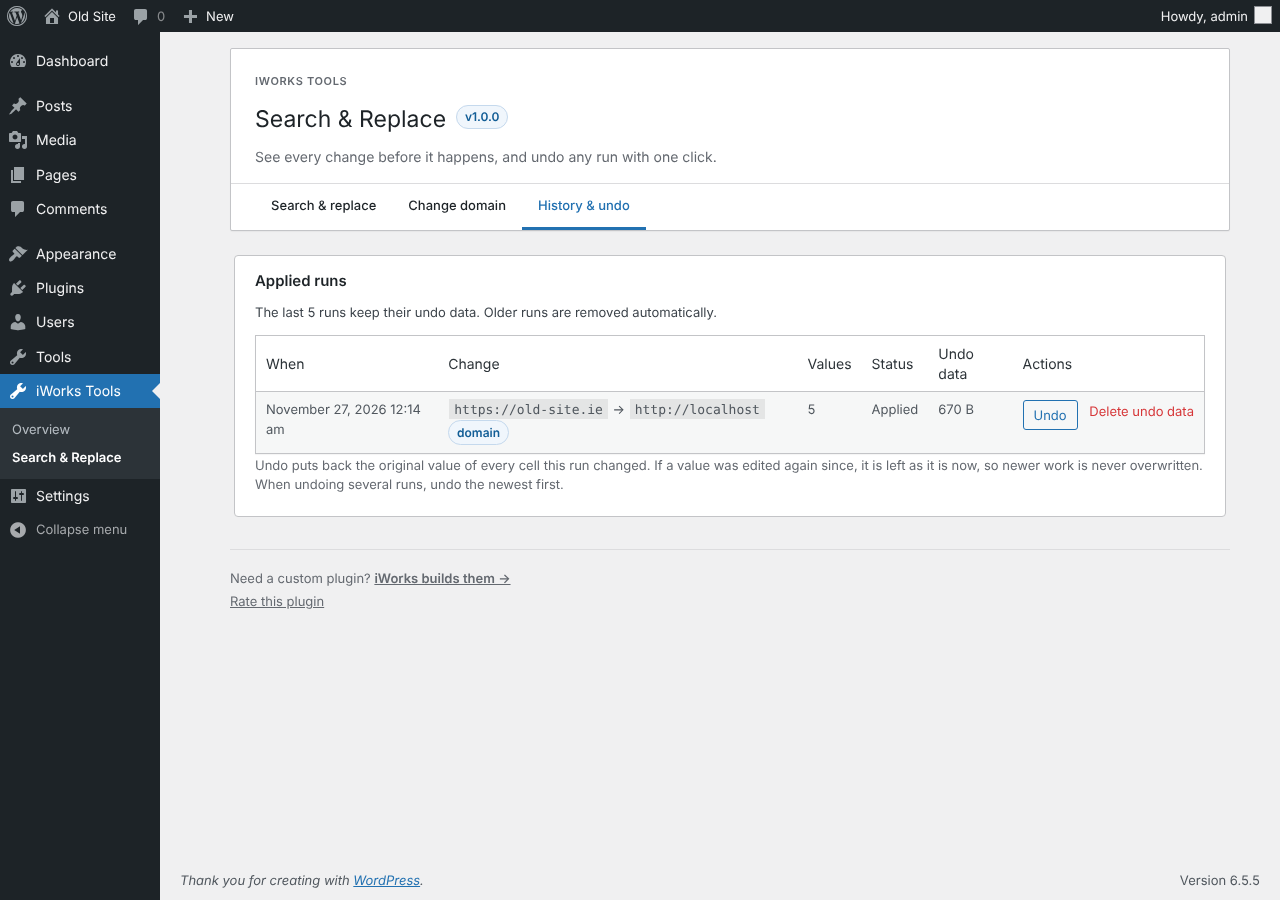 Old Site
0
New
Howdy, admin
Dashboard
Posts
Media
Pages
Comments
Appearance
Plugins
Users
Tools
iWorks Tools
Overview
Search & Replace
Settings
Collapse menu
IWORKS TOOLS
Search & Replace v1.0.0
See every change before it happens, and undo any run with one click.
Search & replace Change domain History & undo
Applied runs
The last 5 runs keep their undo data. Older runs are removed automatically.
When Change Values Status Undo data Actions
November 27, 2026 12:14 am https://old-site.ie → http://localhost domain 5 Applied 670 B Undo Delete undo data
Undo puts back the original value of every cell this run changed. If a value was edited again since, it is left as it is now, so newer work is never overwritten.
When undoing several runs, undo the newest first.
Need a custom plugin? iWorks builds them →
Rate this plugin
Thank you for creating with WordPress.
Version 6.5.5